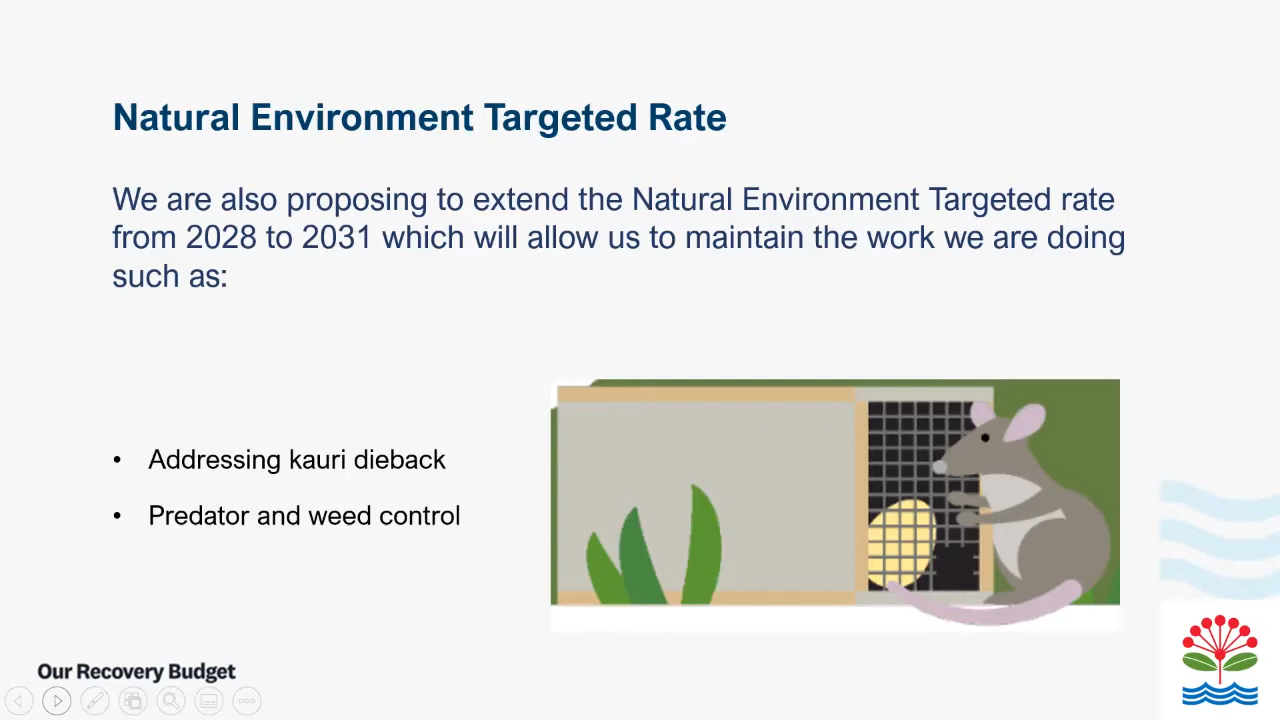 Natural Environment Targeted Rate
We are also proposing to extend the Natural Environment Targeted rate
from 2028 to 2031 which will allow us to maintain the work we are doing
such as:
• Addressing kauri dieback
• Predator and weed control
Our Recovery Budget